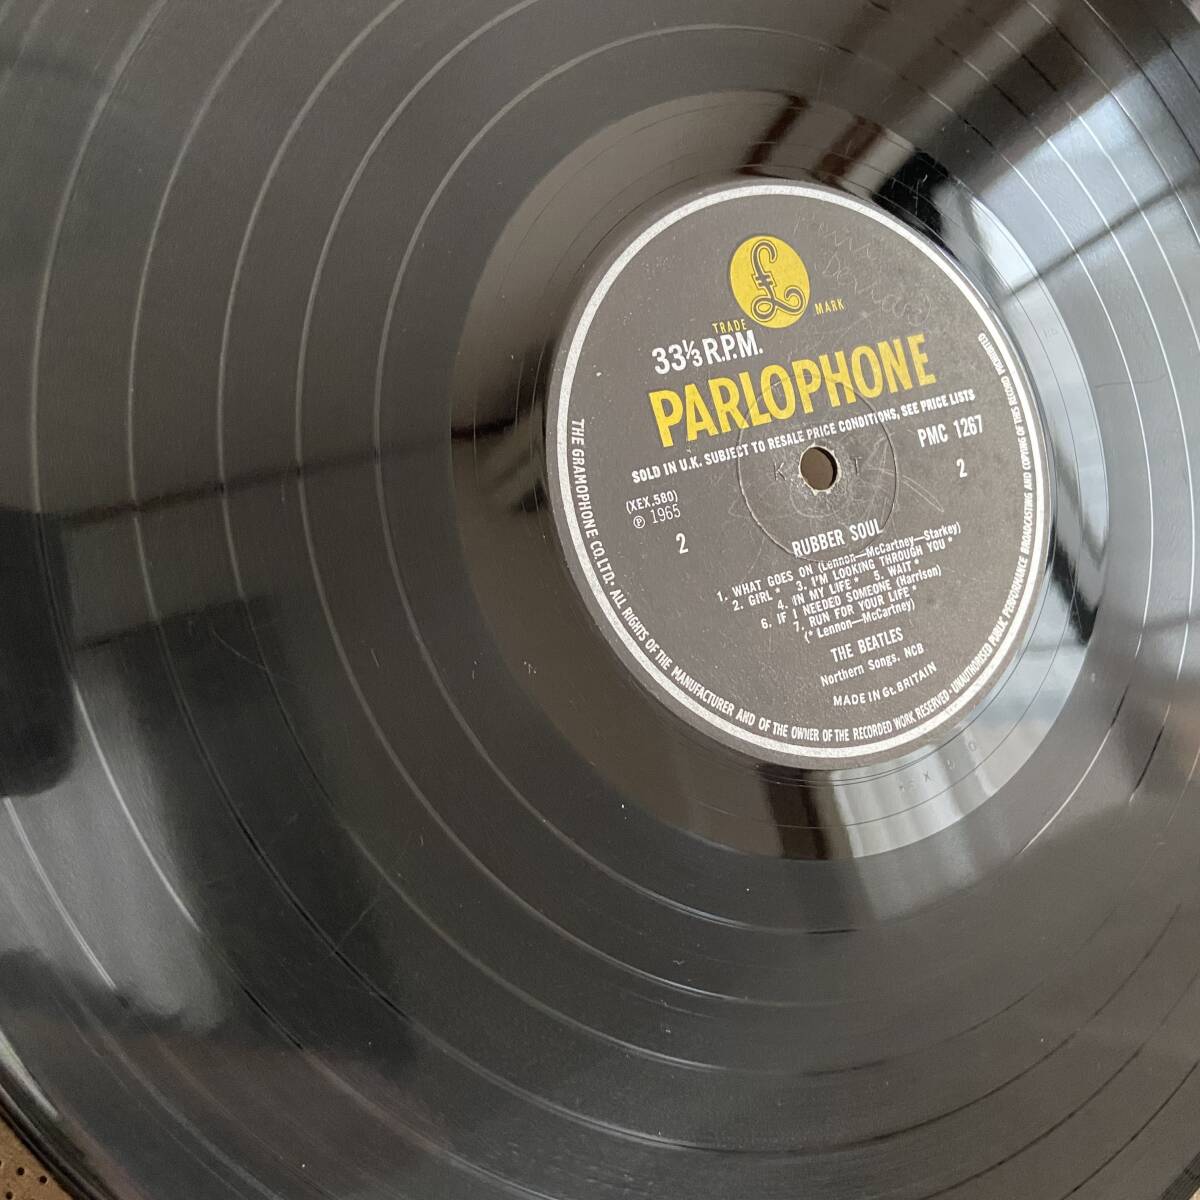 £
TRADE MARK
33⅓ R.P.M.
PARLOPHONE
SOLD IN U.K. SUBJECT TO RESALE PRICE CONDITIONS, SEE PRICE LISTS
K T
PMC 1267
(XEX.580)
Ⓟ 1965
2
2
RUBBER SOUL
1. WHAT GOES ON (Lennon—McCartney—Starkey)
2. GIRL * 3. I'M LOOKING THROUGH YOU *
4. IN MY LIFE * 5. WAIT *
6. IF I NEEDED SOMEONE (Harrison)
7. RUN FOR YOUR LIFE *
(* Lennon—McCartney)
THE BEATLES
Northern Songs, NCB
MADE IN Gt. BRITAIN
THE GRAMOPHONE CO. LTD. ALL RIGHTS OF THE MANUFACTURER AND OF THE OWNER OF THE RECORDED WORK RESERVED · UNAUTHORISED PUBLIC PERFORMANCE BROADCASTING AND COPYING OF THIS RECORD PROHIBITED